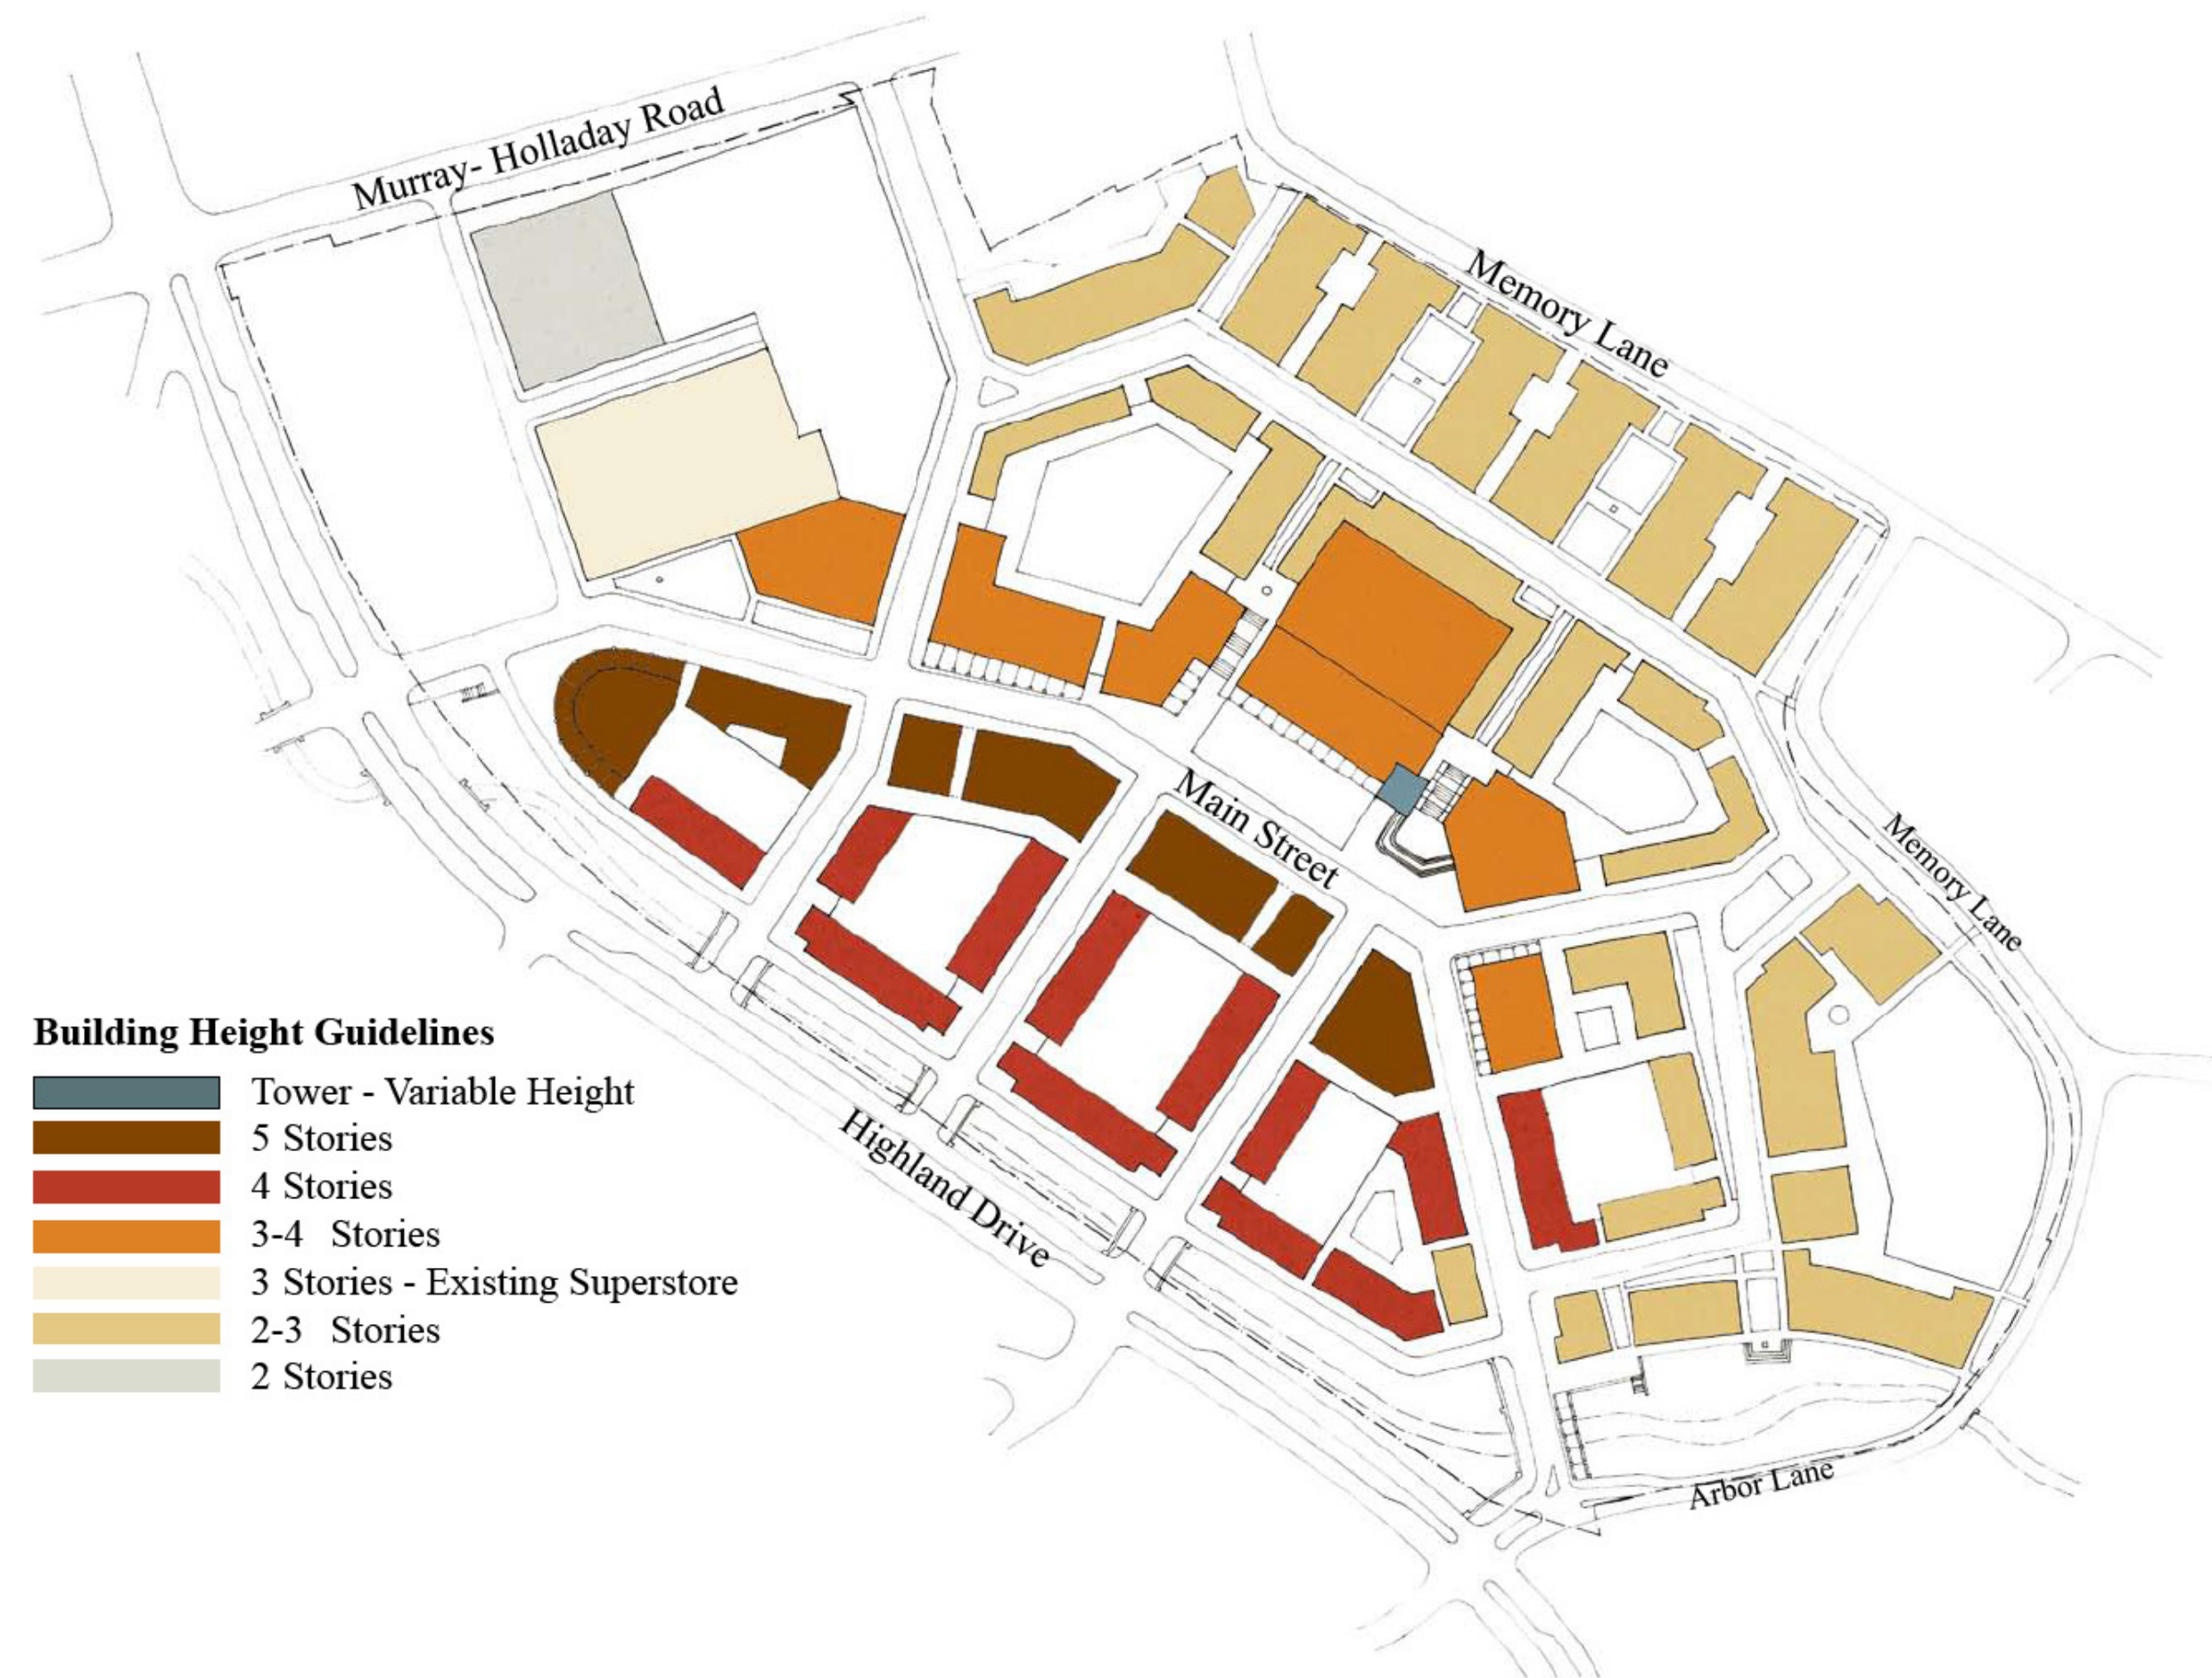 Murray- Holladay Road
Memory Lane
Main Street
Memory Lane
Highland Drive
Arbor Lane
Building Height Guidelines
Tower - Variable Height
5 Stories
4 Stories
3-4 Stories
3 Stories - Existing Superstore
2-3 Stories
2 Stories